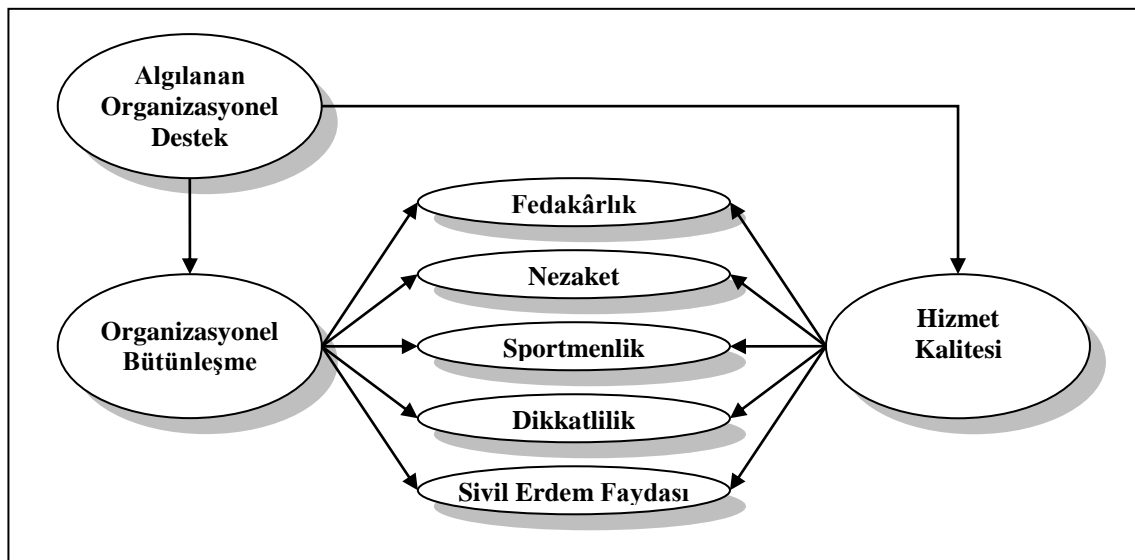 Algılanan
Organizasyonel
Destek
Fedakârlık
Nezaket
Organizasyonel
Bütünleşme
Sportmenlik
Hizmet
Kalitesi
Dikkatlilik
Sivil Erdem Faydası